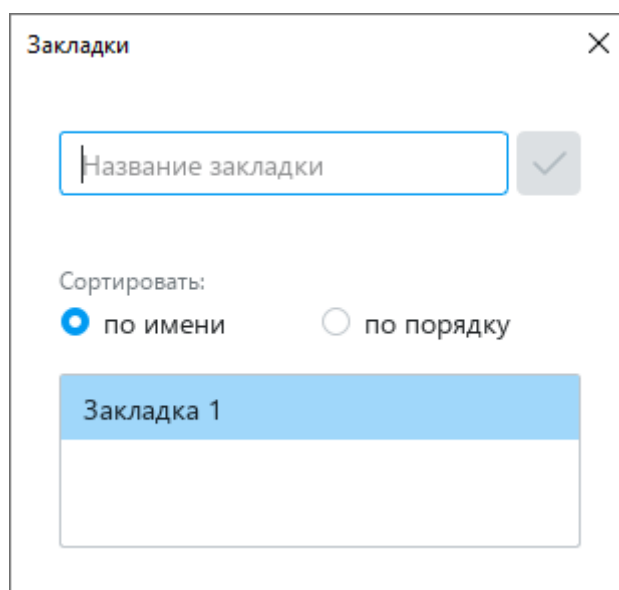 Закладки
Название закладки
Сортировать:
по имени по порядку
Закладка 1